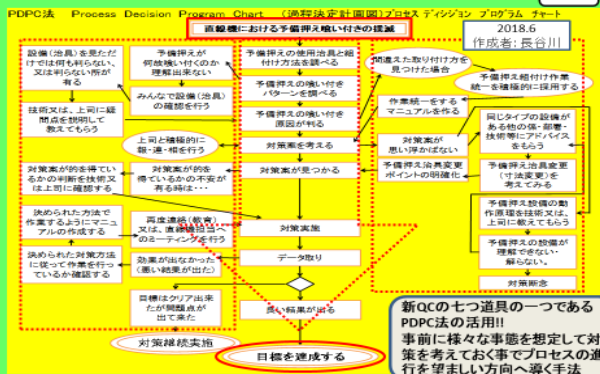 PDPC法　Process Decision Program Chart　(過程決定計画図)プロセス ディシジョン プログラム チャート
直線機における予備押え喰い付きの撲滅
2018.6
作成者:長谷川
設備(治具)を見ただ
けでは何も判らない、
又は判らない所が
有る
技術又は、上司に疑
問点を説明して
教えてもらう
予備押えが
何故喰い付くのか
理解出来ない
みんなで設備(治具)
の確認を行う
上司と積極的に
報・連・相を行う
予備押えの使用治具と組
付け方法を調べる
予備押えの喰い付き
パターンを調べる
予備押えの喰い付き
原因が判る
対策案を考える
対策案が見つかる
対策実施
データ取り
良い結果が出る
目標を達成する
間違えた取り付け方を
見つけた場合
予備押え組付け作業
統一を積極的に採用する
作業統一をする
マニュアルを作る
対策案が
思い浮かばない
予備押え治具変更
ポイントの明確化
同じタイプの設備が
ある他の係・部署・
技術等にアドバイス
をもらう
予備押え治具変更
(寸法変更)を
考えてみる
予備押え設備の動
作原理を技術又は、
上司に教えてもらう
予備押えの設備が
理解できない・
解らない。
対策断念
対策案が的を得て
いるかの判断を技術又
は上司に確認する
対策案が的を
得ているかの不安が
有る時は・・・
決められた方法で
作業するようにマニュ
アルの作成する
再度連絡(教育)
又は、直線機担当へ
のミーティングを行う
決められた対策方法
に従って作業を行っ
ているか確認する
効果が出なかった
(悪い結果が出た)
目標はクリア出来
たが問題点が
出て来た
対策継続実施
新QCの七つ道具の一つである
PDPC法の活用!!
事前に様々な事態を想定して対
策を考えておく事でプロセスの進
行を望ましい方向へ導く手法